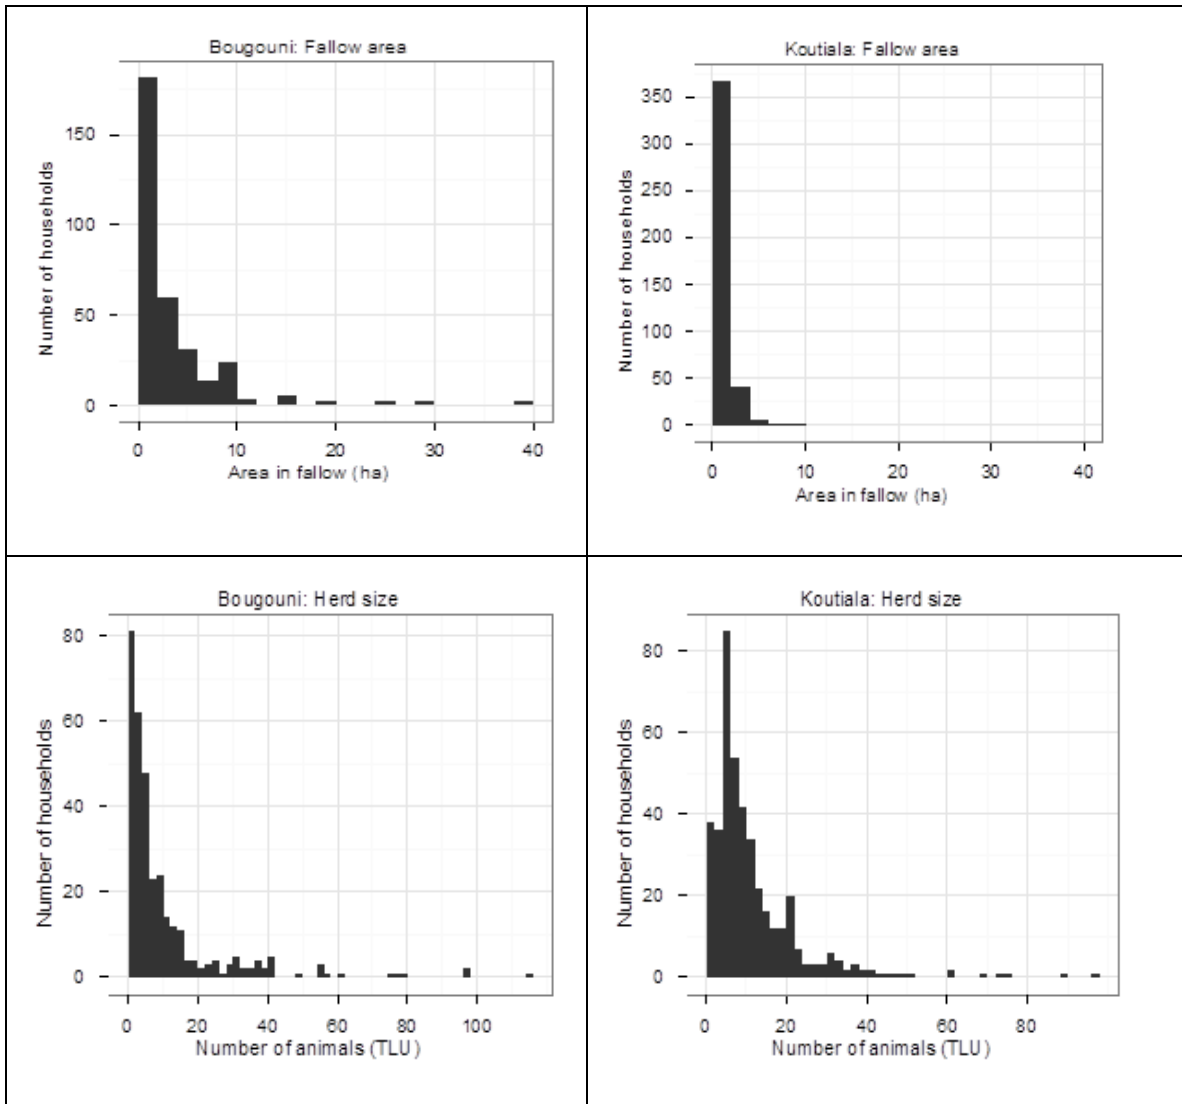 Bougouni: Fallow area
Number of households
150
100
50
0
0 10 20 30 40
Area in fallow (ha)
Koutiala: Fallow area
Number of households
350
300
250
200
150
100
50
0
0 10 20 30 40
Area in fallow (ha)
Bougouni: Herd size
Number of households
80
60
40
20
0
0 20 40 60 80 100
Number of animals (TLU)
Koutiala: Herd size
Number of households
80
60
40
20
0
0 20 40 60 80
Number of animals (TLU)